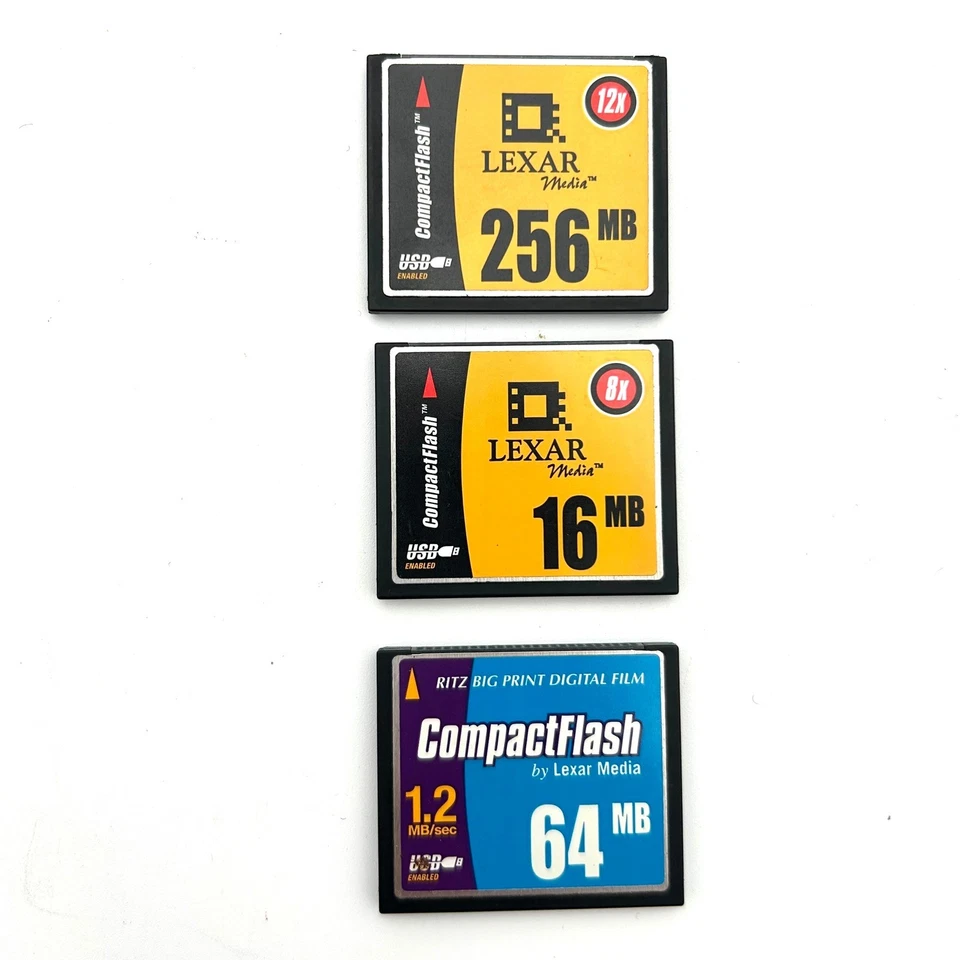 12x
CompactFlash™
LEXAR
Media™
256 MB
USB
ENABLED
8x
CompactFlash™
LEXAR
Media™
16 MB
USB
ENABLED
RITZ BIG PRINT DIGITAL FILM
CompactFlash
by Lexar Media
1.2
MB/sec
64 MB
USB
ENABLED